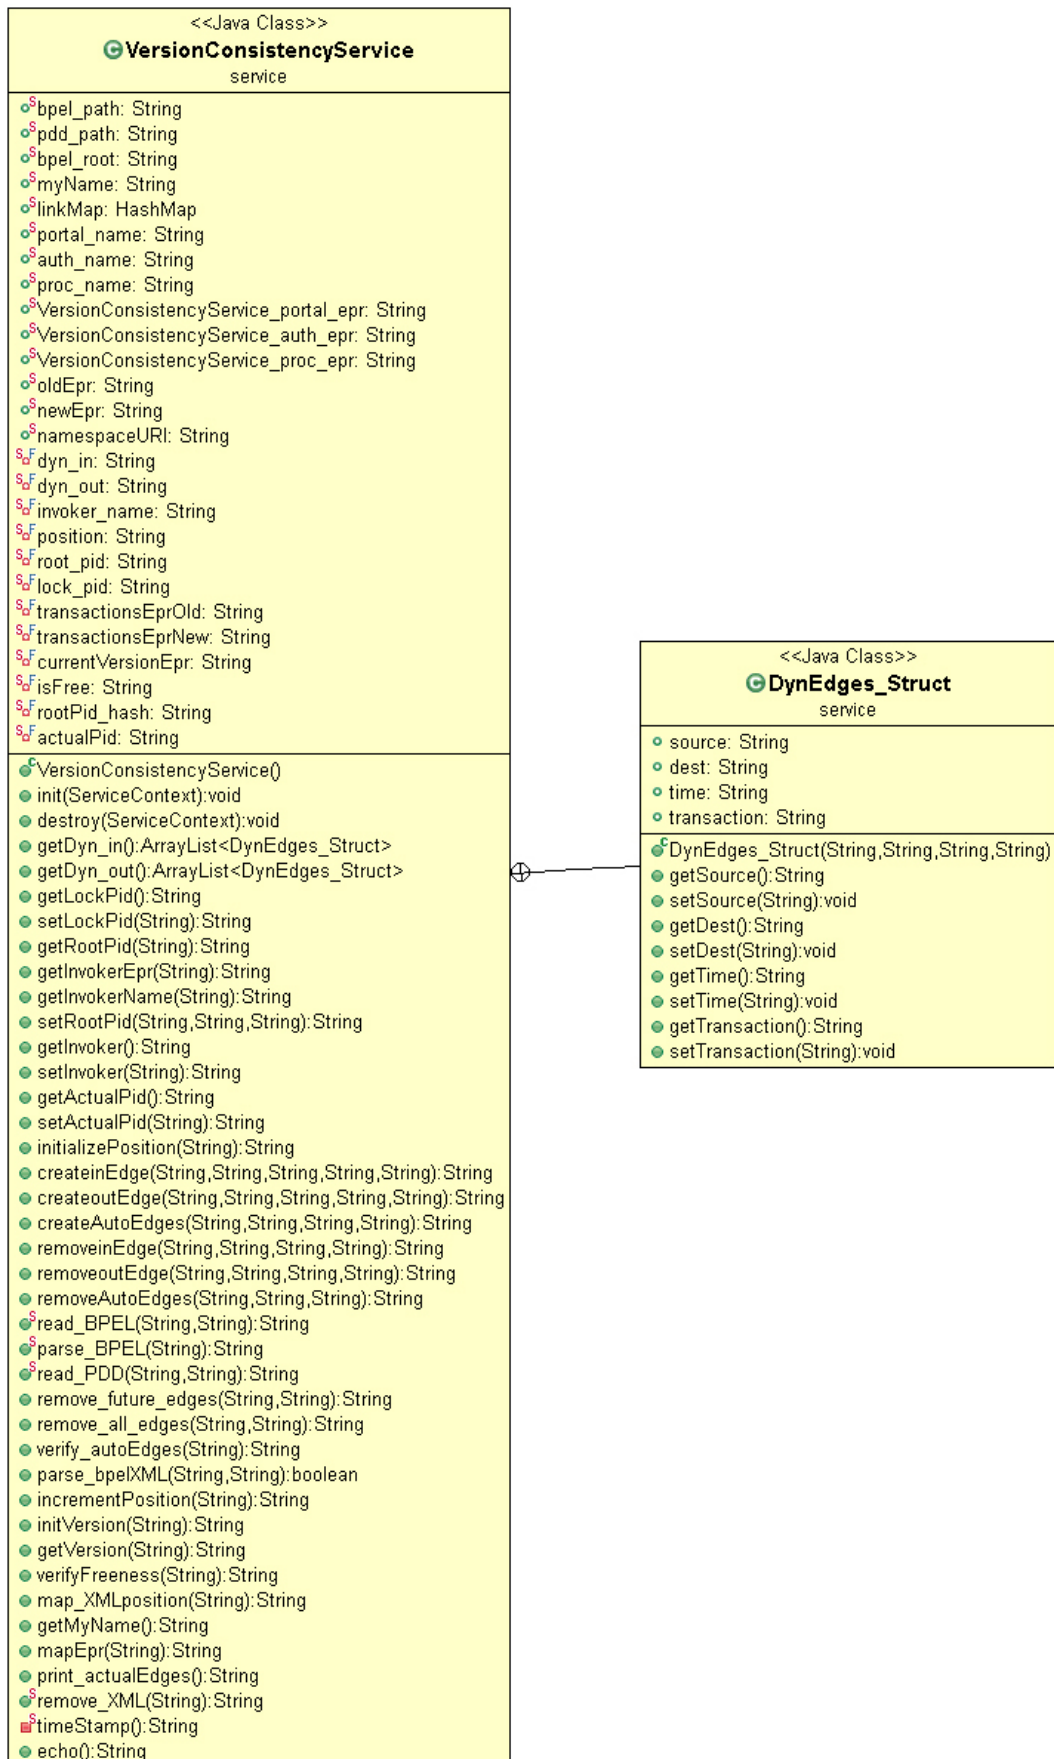 <<Java Class>>
VersionConsistencyService
service
bpel_path: String
pdd_path: String
bpel_root: String
myName: String
linkMap: HashMap
portal_name: String
auth_name: String
proc_name: String
VersionConsistencyService_portal_epr: String
VersionConsistencyService_auth_epr: String
VersionConsistencyService_proc_epr: String
oldEpr: String
newEpr: String
namespaceURI: String
dyn_in: String
dyn_out: String
invoker_name: String
position: String
root_pid: String
lock_pid: String
transactionsEprOld: String
transactionsEprNew: String
currentVersionEpr: String
isFree: String
rootPid_hash: String
actualPid: String
VersionConsistencyService()
init(ServiceContext):void
destroy(ServiceContext):void
getDyn_in():ArrayList<DynEdges_Struct>
getDyn_out():ArrayList<DynEdges_Struct>
getLockPid():String
setLockPid(String):String
getRootPid(String):String
getInvokerEpr(String):String
getInvokerName(String):String
setRootPid(String,String,String):String
getInvoker():String
setInvoker(String):String
getActualPid():String
setActualPid(String):String
initializePosition(String):String
createinEdge(String,String,String,String,String):String
createoutEdge(String,String,String,String,String):String
createAutoEdges(String,String,String,String):String
removeinEdge(String,String,String,String):String
removeoutEdge(String,String,String,String):String
removeAutoEdges(String,String,String):String
read_BPEL(String,String):String
parse_BPEL(String):String
read_PDD(String,String):String
remove_future_edges(String,String):String
remove_all_edges(String,String):String
verify_autoEdges(String):String
parse_bpelXML(String,String):boolean
incrementPosition(String):String
initVersion(String):String
getVersion(String):String
verifyFreeness(String):String
map_XMLposition(String):String
getMyName():String
mapEpr(String):String
print_actualEdges():String
remove_XML(String):String
timeStamp():String
echo():String
<<Java Class>>
DynEdges_Struct
service
source: String
dest: String
time: String
transaction: String
DynEdges_Struct(String,String,String,String)
getSource():String
setSource(String):void
getDest():String
setDest(String):void
getTime():String
setTime(String):void
getTransaction():String
setTransaction(String):void